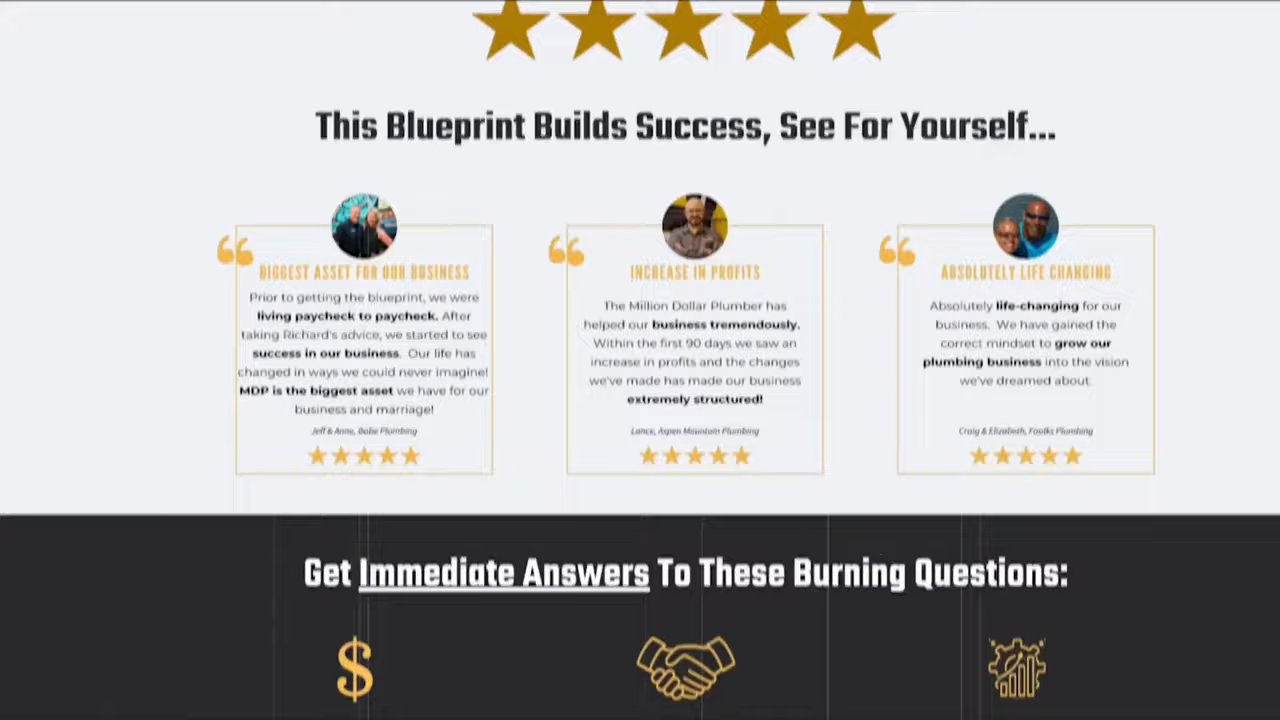 This Blueprint Builds Success, See For Yourself...
BIGGEST ASSET FOR OUR BUSINESS
Prior to getting the blueprint, we were
living paycheck to paycheck. After
taking Richard's advice, we started to see
success in our business. Our life has
changed in ways we could never imagine!
MDP is the biggest asset we have for our
business and marriage!
Jeff & Anne, Babe Plumbing
INCREASE IN PROFITS
The Million Dollar Plumber has
helped our business tremendously.
Within the first 90 days we saw an
increase in profits and the changes
we've made has made our business
extremely structured!
Lance, Aspen Mountain Plumbing
ABSOLUTELY LIFE CHANGING
Absolutely life-changing for our
business. We have gained the
correct mindset to grow our
plumbing business into the vision
we've dreamed about.
Craig & Elizabeth, Faulks Plumbing
Get Immediate Answers To These Burning Questions: